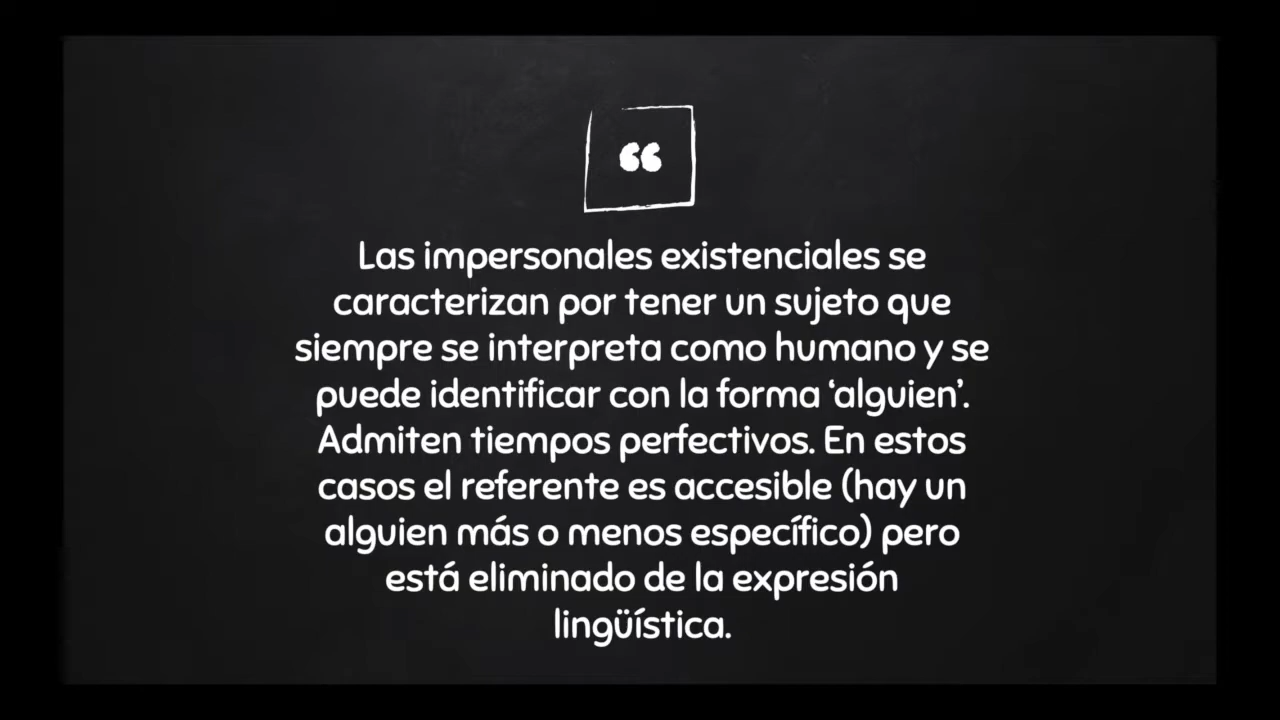 “
Las impersonales existenciales se
caracterizan por tener un sujeto que
siempre se interpreta como humano y se
puede identificar con la forma ‘alguien’.
Admiten tiempos perfectivos. En estos
casos el referente es accesible (hay un
alguien más o menos específico) pero
está eliminado de la expresión
lingüística.